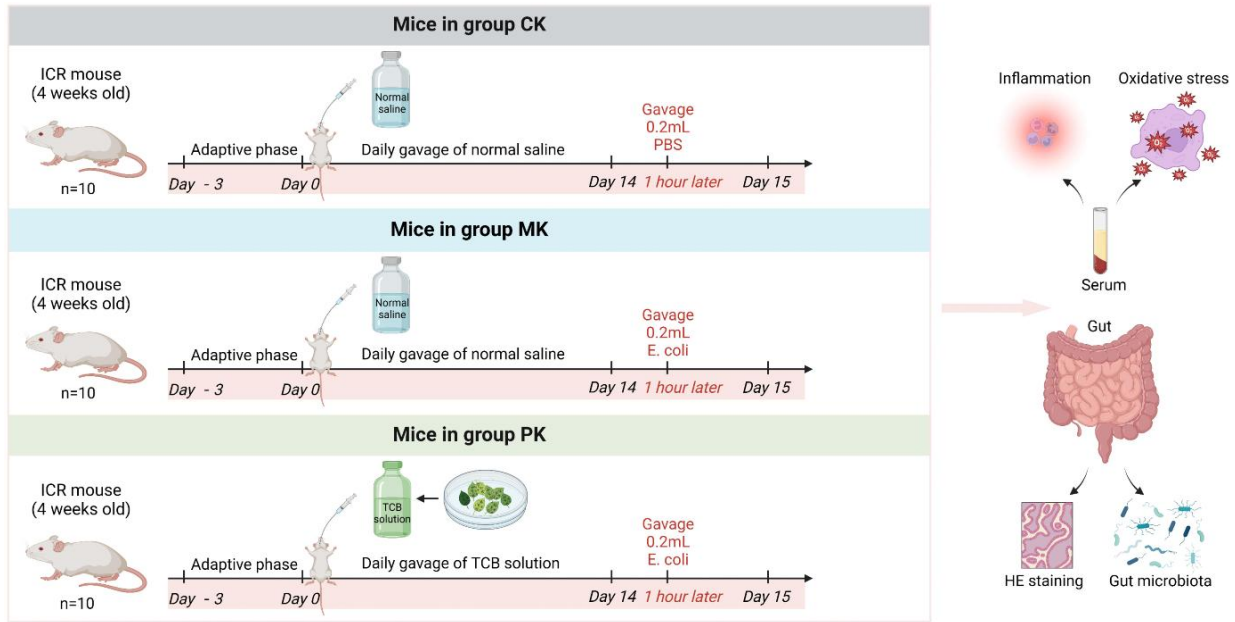 Mice in group CK
ICR mouse
(4 weeks old)
n=10
Normal
saline
Adaptive phase
Daily gavage of normal saline
Gavage
0.2mL
PBS
Day - 3
Day 0
Day 14
1 hour later
Day 15
Mice in group MK
ICR mouse
(4 weeks old)
n=10
Normal
saline
Adaptive phase
Daily gavage of normal saline
Gavage
0.2mL
E. coli
Day - 3
Day 0
Day 14
1 hour later
Day 15
Mice in group PK
ICR mouse
(4 weeks old)
n=10
TCB
solution
Adaptive phase
Daily gavage of TCB solution
Gavage
0.2mL
E. coli
Day - 3
Day 0
Day 14
1 hour later
Day 15
Inflammation
Oxidative stress
Serum
Gut
HE staining
Gut microbiota